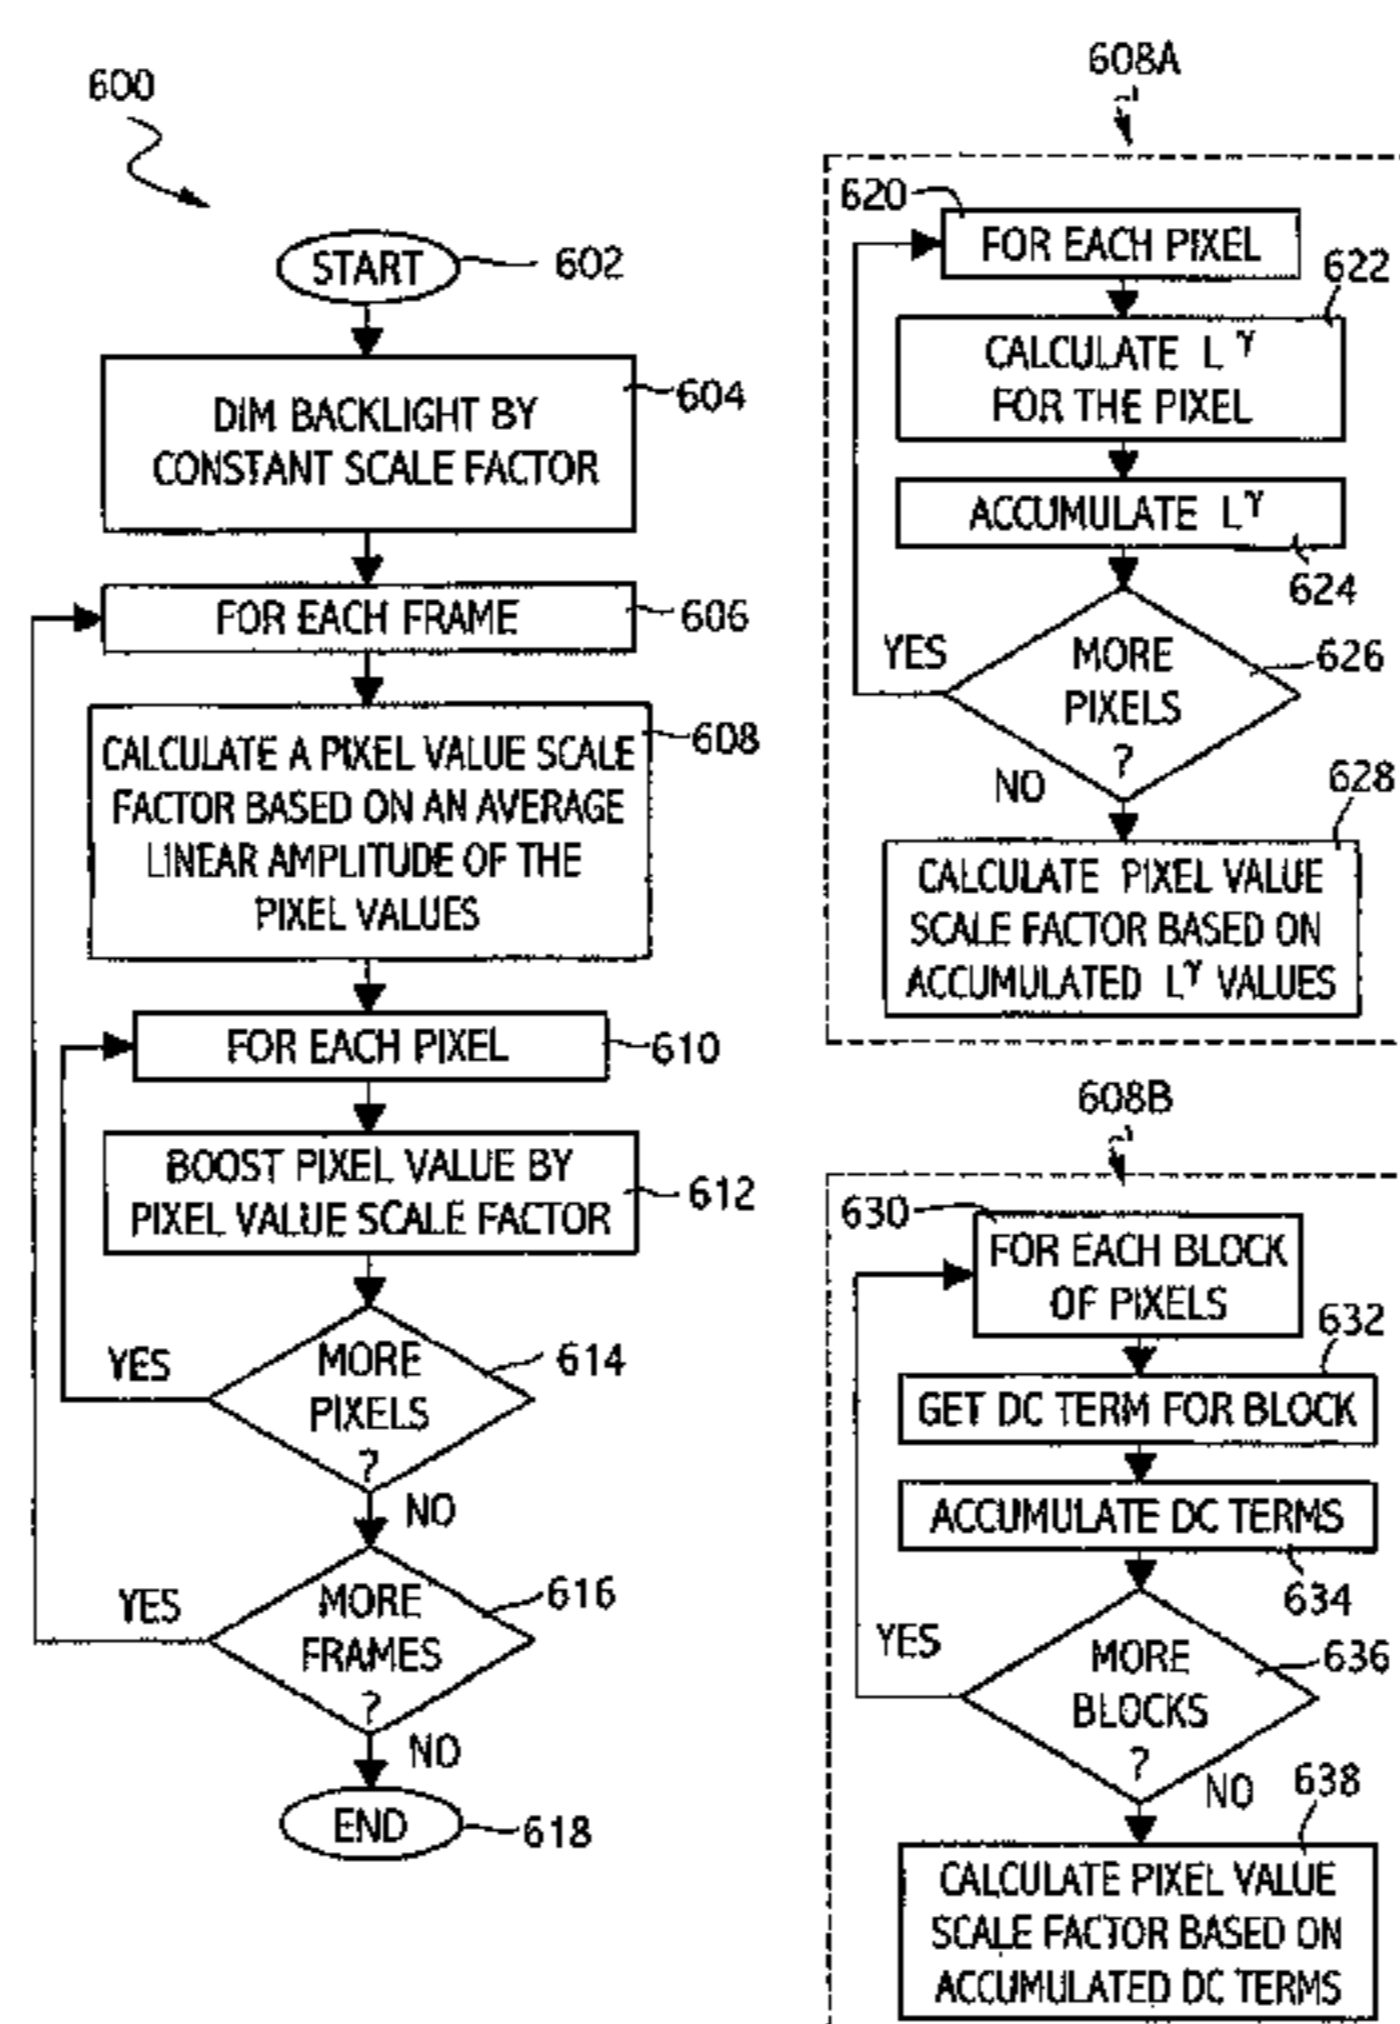 600
START
602
DIM BACKLIGHT BY
CONSTANT SCALE FACTOR
604
FOR EACH FRAME
606
CALCULATE A PIXEL VALUE SCALE
FACTOR BASED ON AN AVERAGE
LINEAR AMPLITUDE OF THE
PIXEL VALUES
608
FOR EACH PIXEL
610
BOOST PIXEL VALUE BY
PIXEL VALUE SCALE FACTOR
612
MORE
PIXELS
?
614
YES
NO
MORE
FRAMES
?
616
YES
NO
END
618
608A
620
FOR EACH PIXEL
622
CALCULATE L^γ
FOR THE PIXEL
ACCUMULATE L^γ
624
YES
MORE
PIXELS
?
626
NO
628
CALCULATE PIXEL VALUE
SCALE FACTOR BASED ON
ACCUMULATED L^γ VALUES
608B
630
FOR EACH BLOCK
OF PIXELS
632
GET DC TERM FOR BLOCK
ACCUMULATE DC TERMS
634
YES
MORE
BLOCKS
?
636
NO
638
CALCULATE PIXEL VALUE
SCALE FACTOR BASED ON
ACCUMULATED DC TERMS